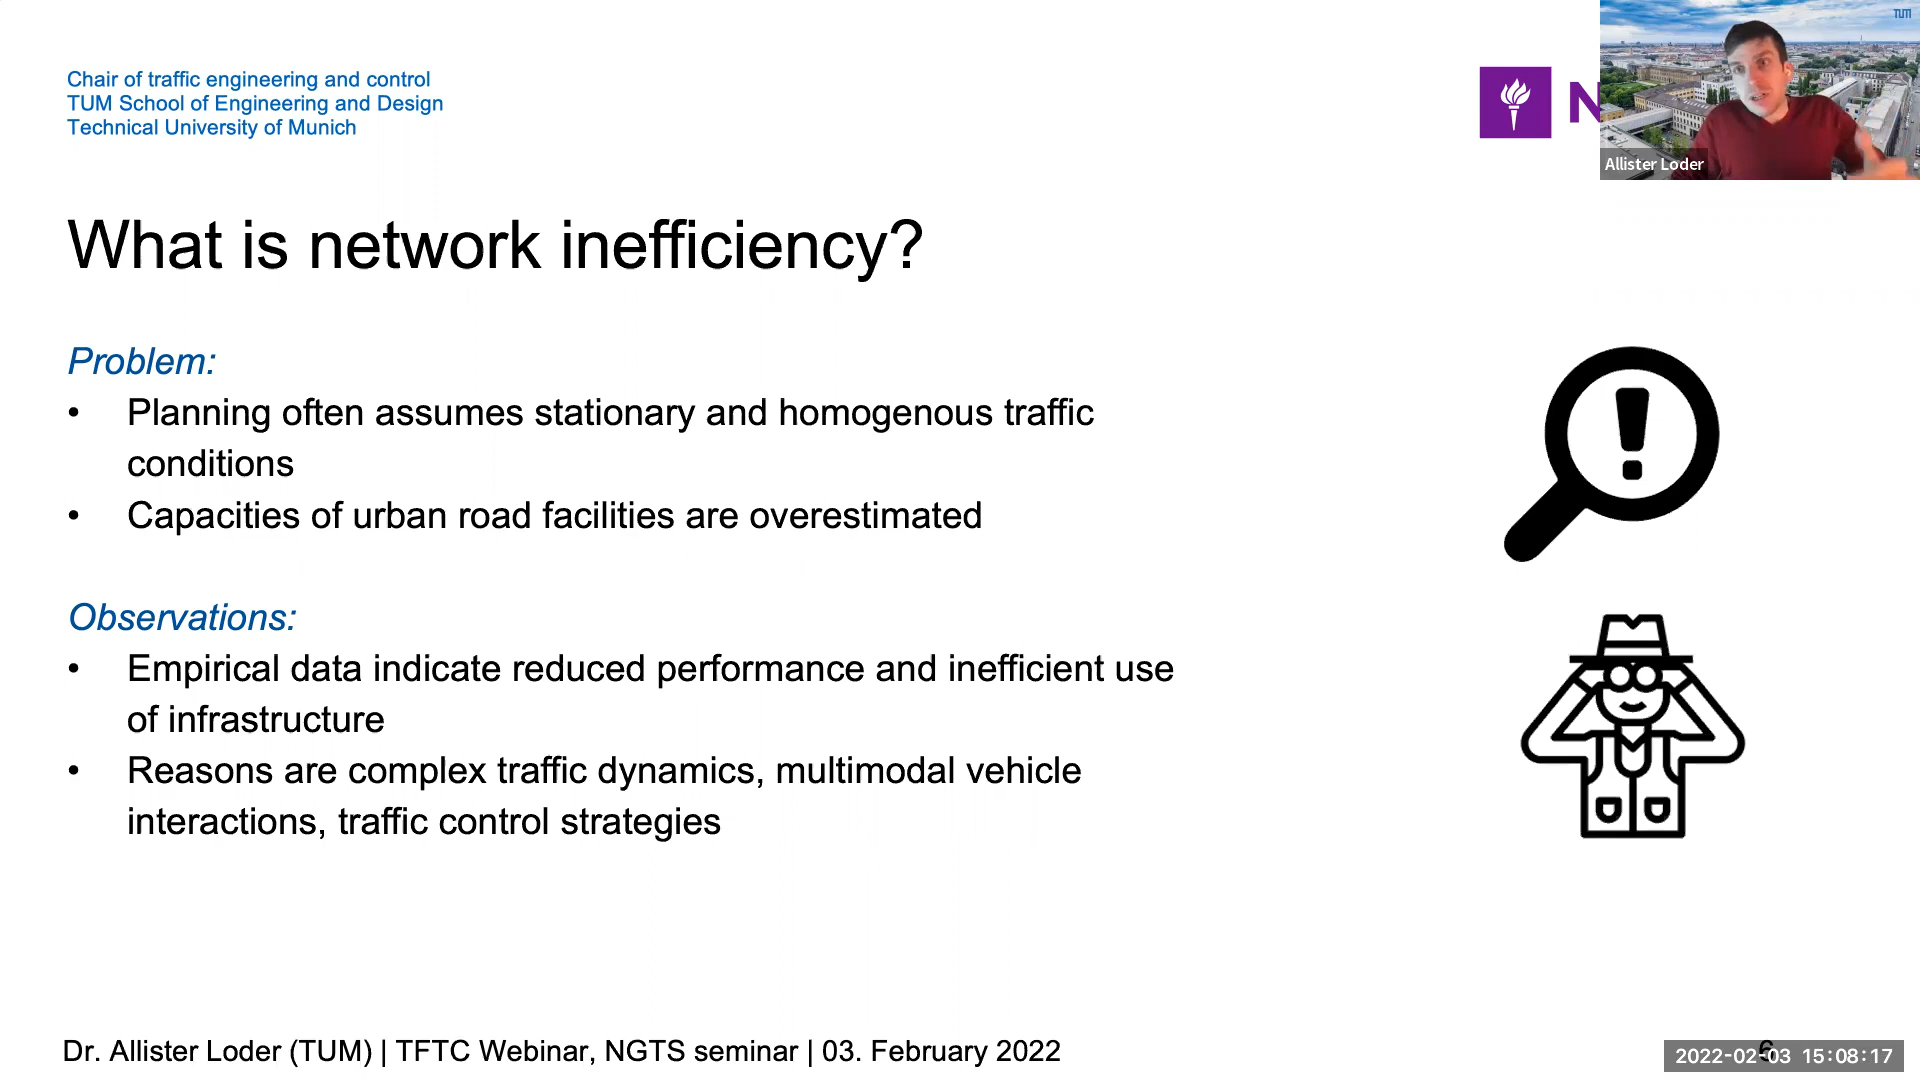 Chair of traffic engineering and control
TUM School of Engineering and Design
Technical University of Munich
N
TUM
Allister Loder
What is network inefficiency?
Problem:
• Planning often assumes stationary and homogenous traffic
conditions
• Capacities of urban road facilities are overestimated
Observations:
• Empirical data indicate reduced performance and inefficient use
of infrastructure
• Reasons are complex traffic dynamics, multimodal vehicle
interactions, traffic control strategies
Dr. Allister Loder (TUM) | TFTC Webinar, NGTS seminar | 03. February 2022
6
2022-02-03 15:08:17